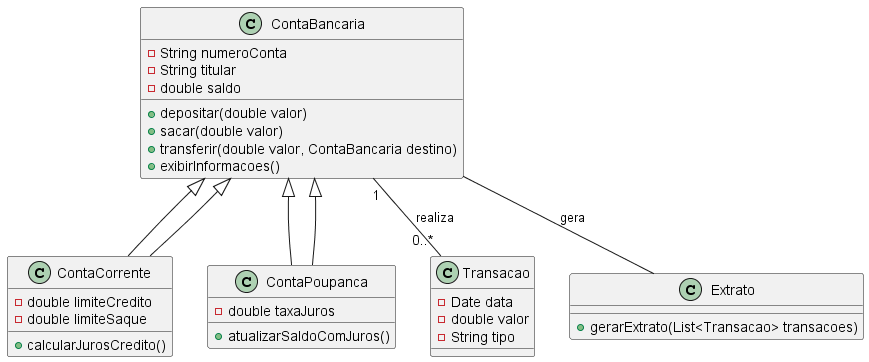 C ContaBancaria
String numeroConta
String titular
double saldo
depositar(double valor)
sacar(double valor)
transferir(double valor, ContaBancaria destino)
exibirInformacoes()
1
realiza
0..*
gera
C ContaCorrente
double limiteCredito
double limiteSaque
calcularJurosCredito()
C ContaPoupanca
double taxaJuros
atualizarSaldoComJuros()
C Transacao
Date data
double valor
String tipo
C Extrato
gerarExtrato(List<Transacao> transacoes)